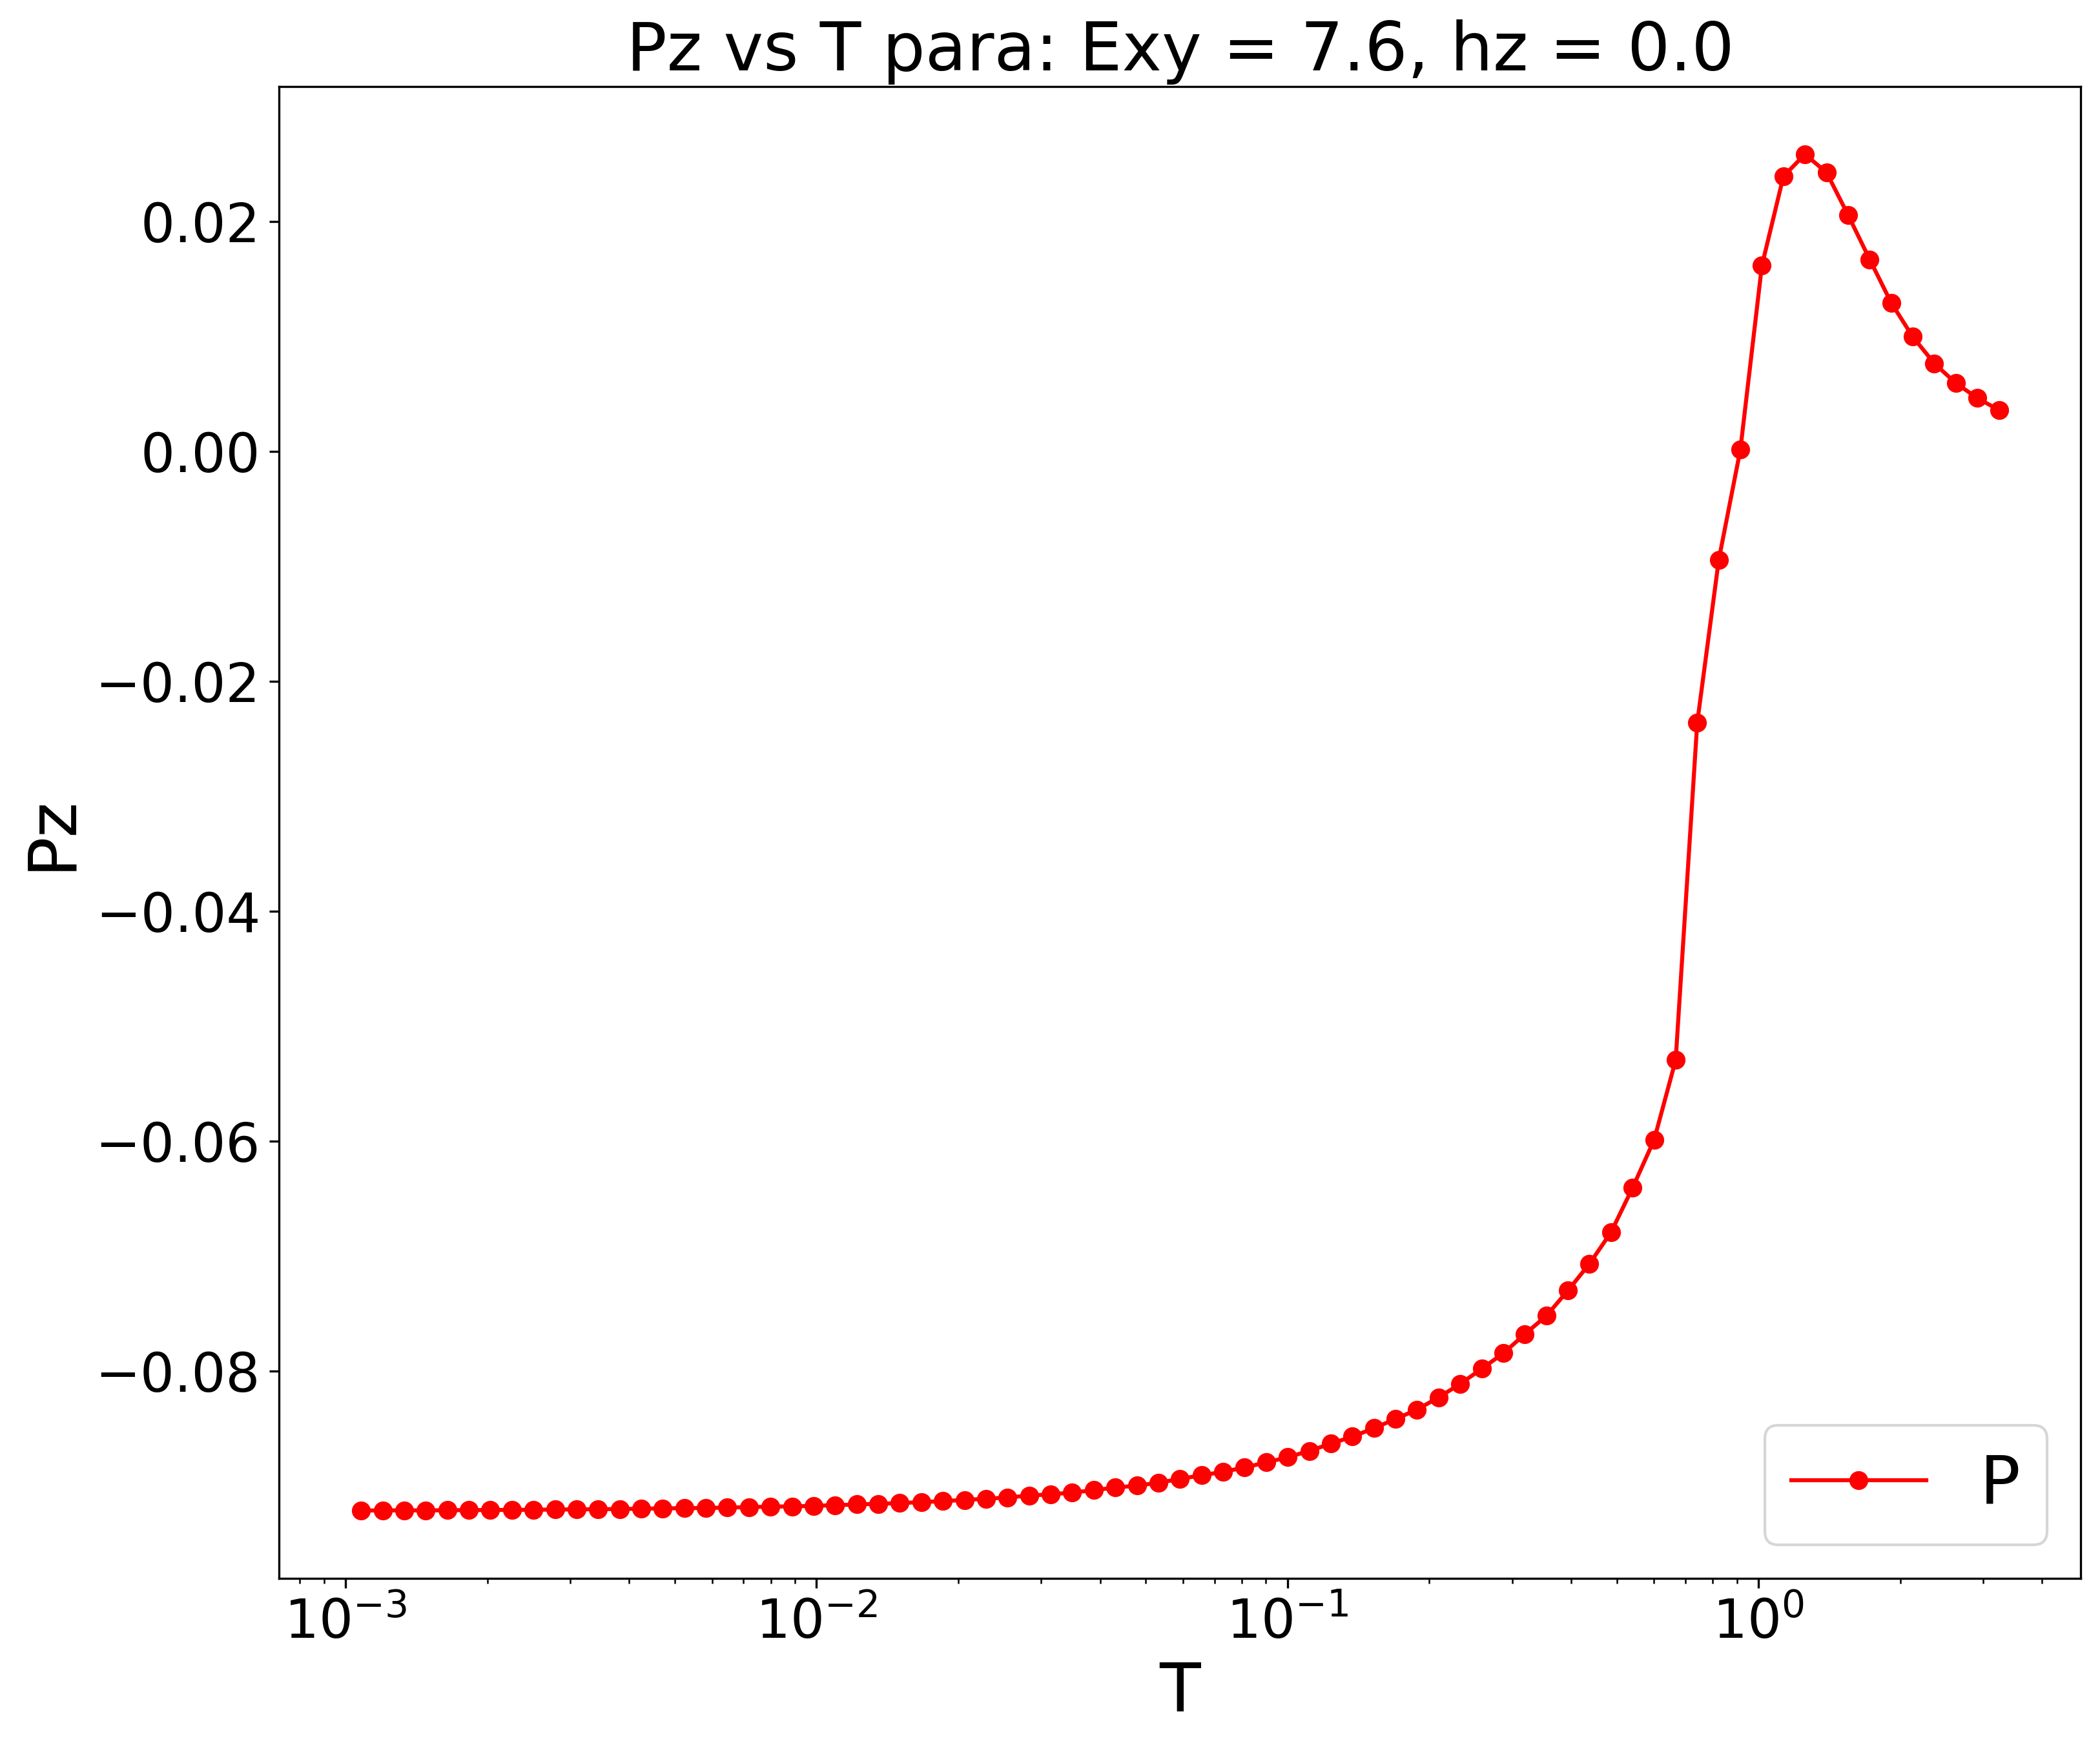 Pz vs T para: Exy = 7.6, hz = 0.0
0.02
0.00
−0.02
−0.04
−0.06
−0.08
Pz
P
10⁻³ 10⁻² 10⁻¹ 10⁰
T